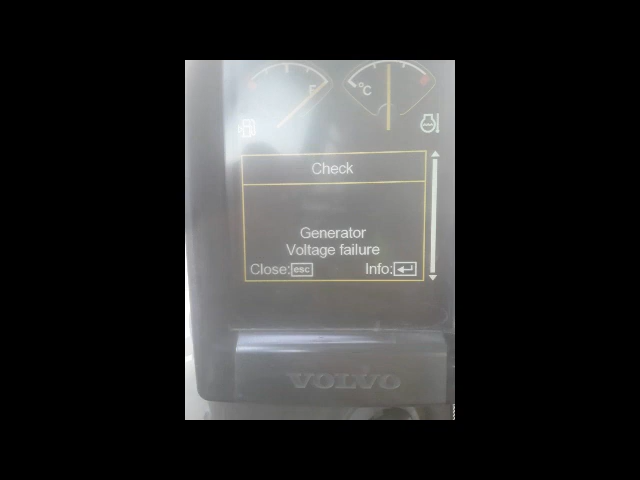 F
°C
Check
Generator
Voltage failure
Close:esc Info:
VOLVO